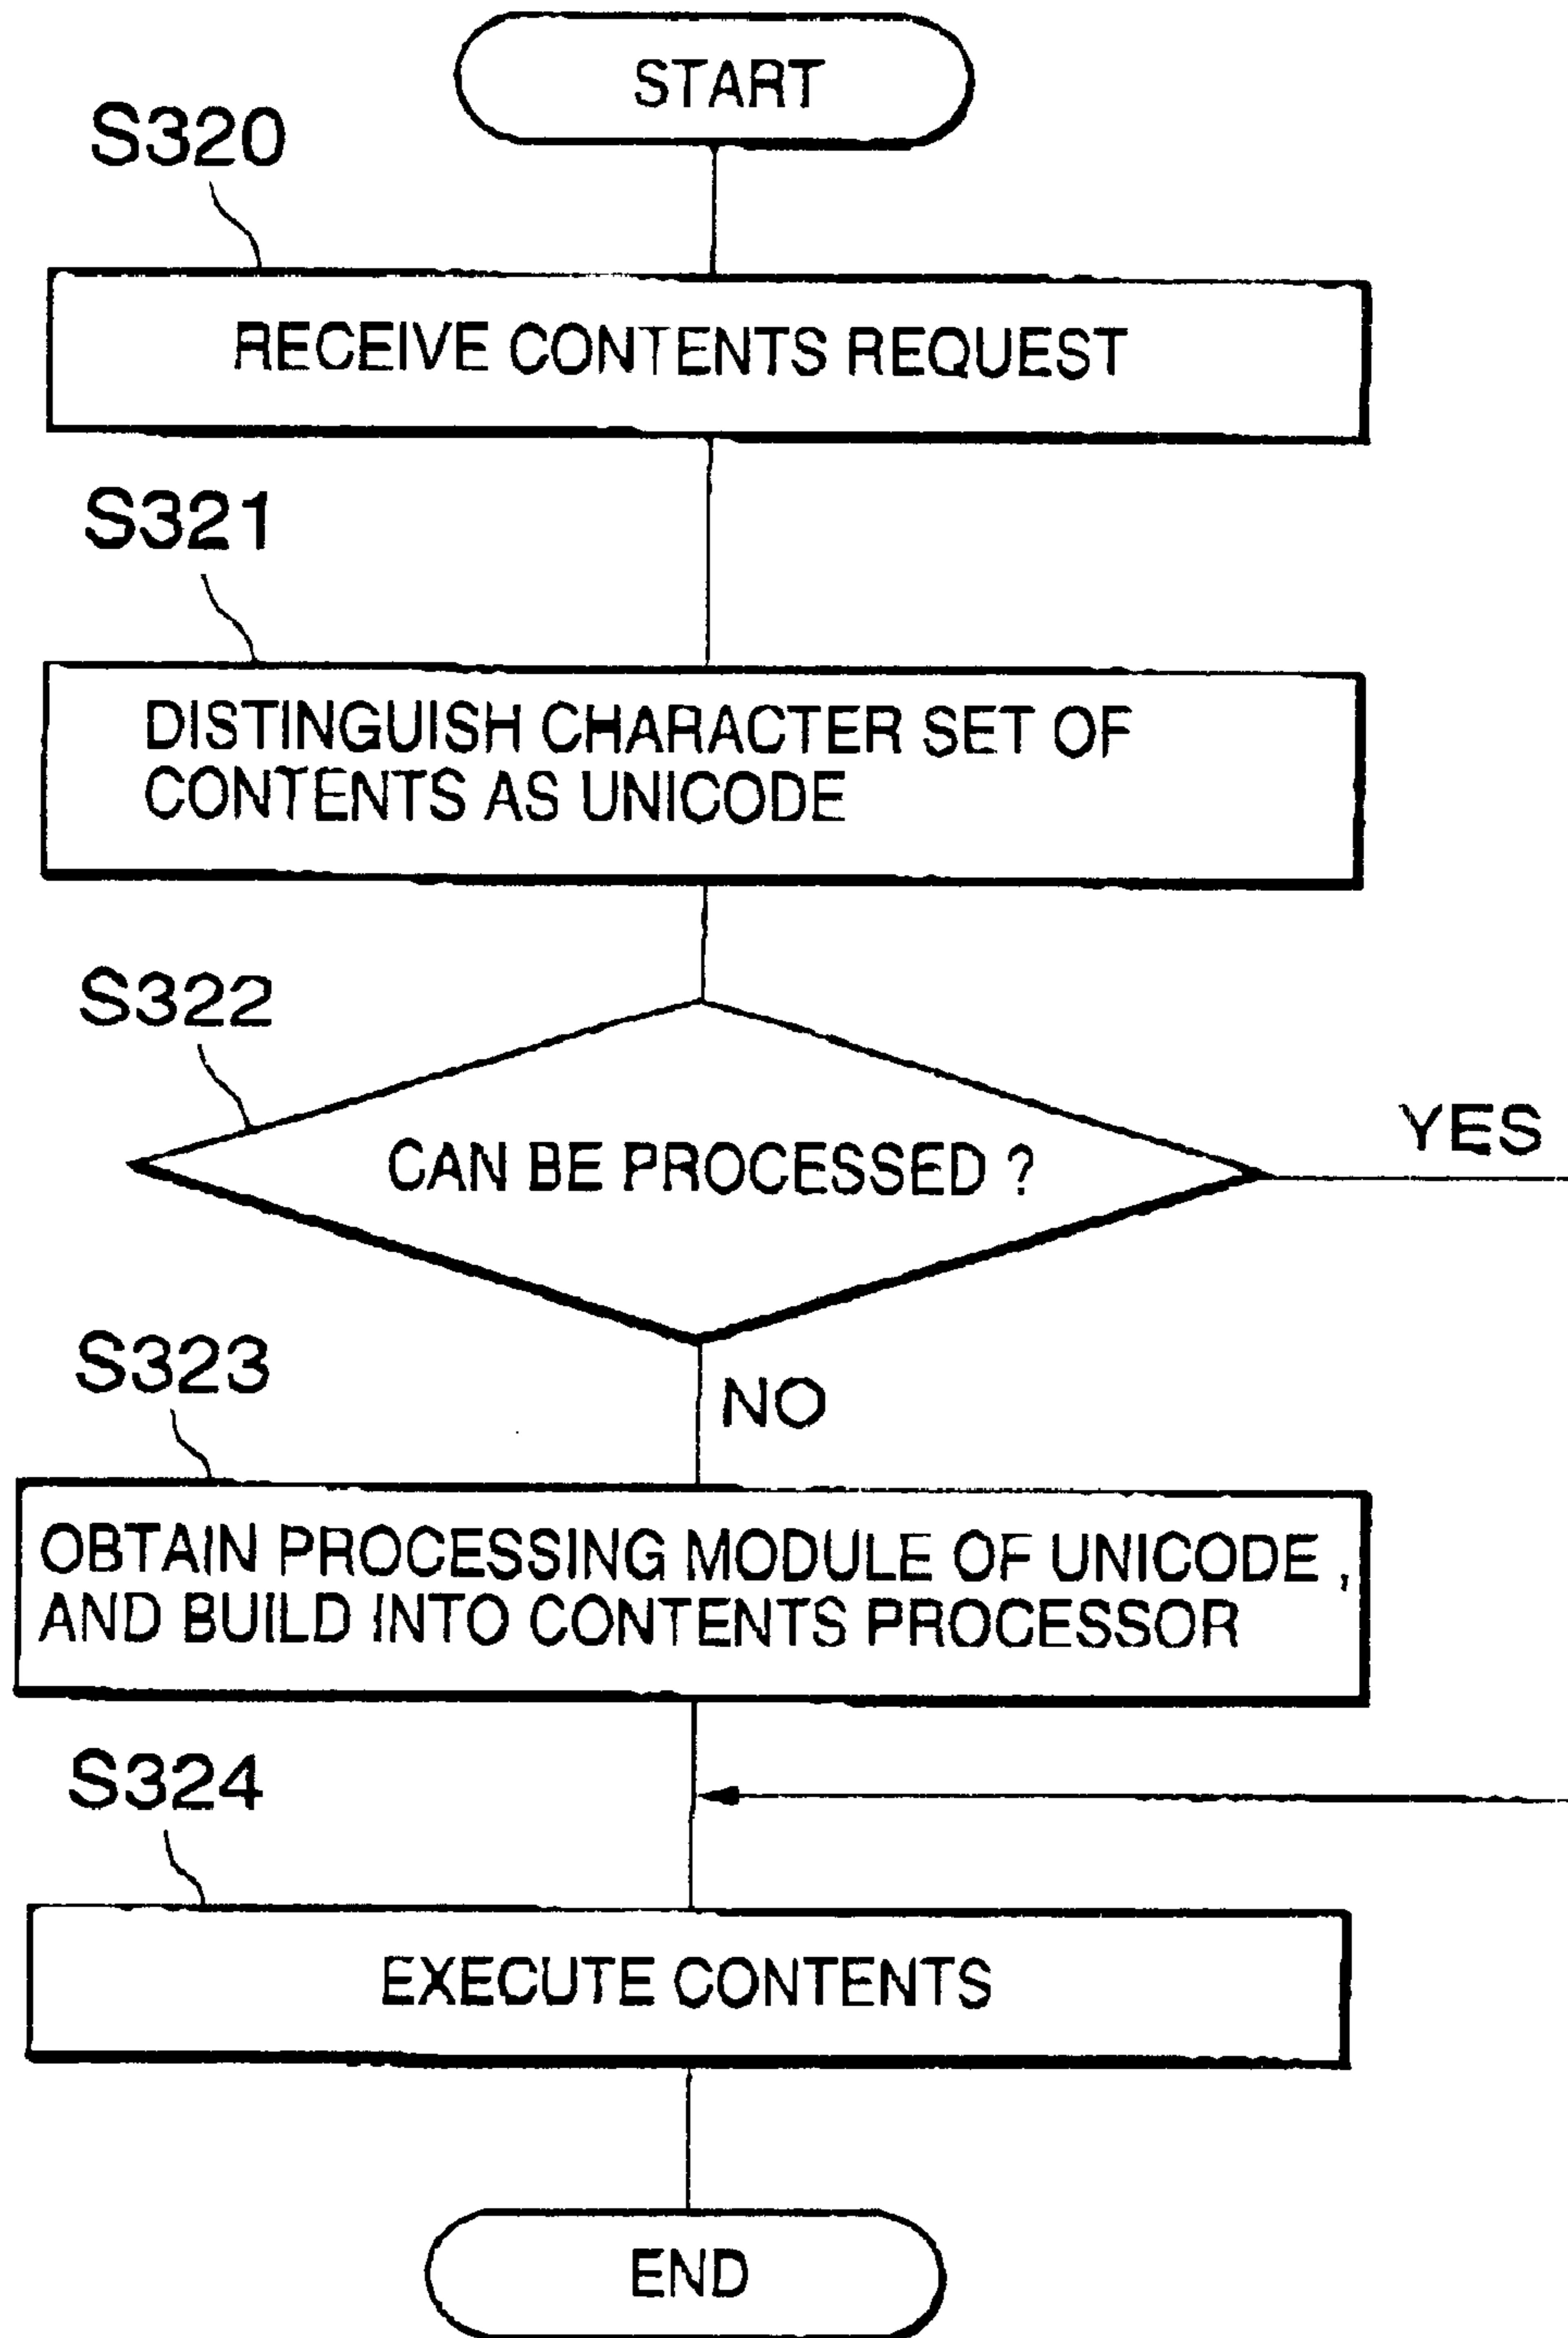 START
S320
RECEIVE CONTENTS REQUEST
S321
DISTINGUISH CHARACTER SET OF
CONTENTS AS UNICODE
S322
CAN BE PROCESSED ?
YES
NO
S323
OBTAIN PROCESSING MODULE OF UNICODE ,
AND BUILD INTO CONTENTS PROCESSOR
S324
EXECUTE CONTENTS
END